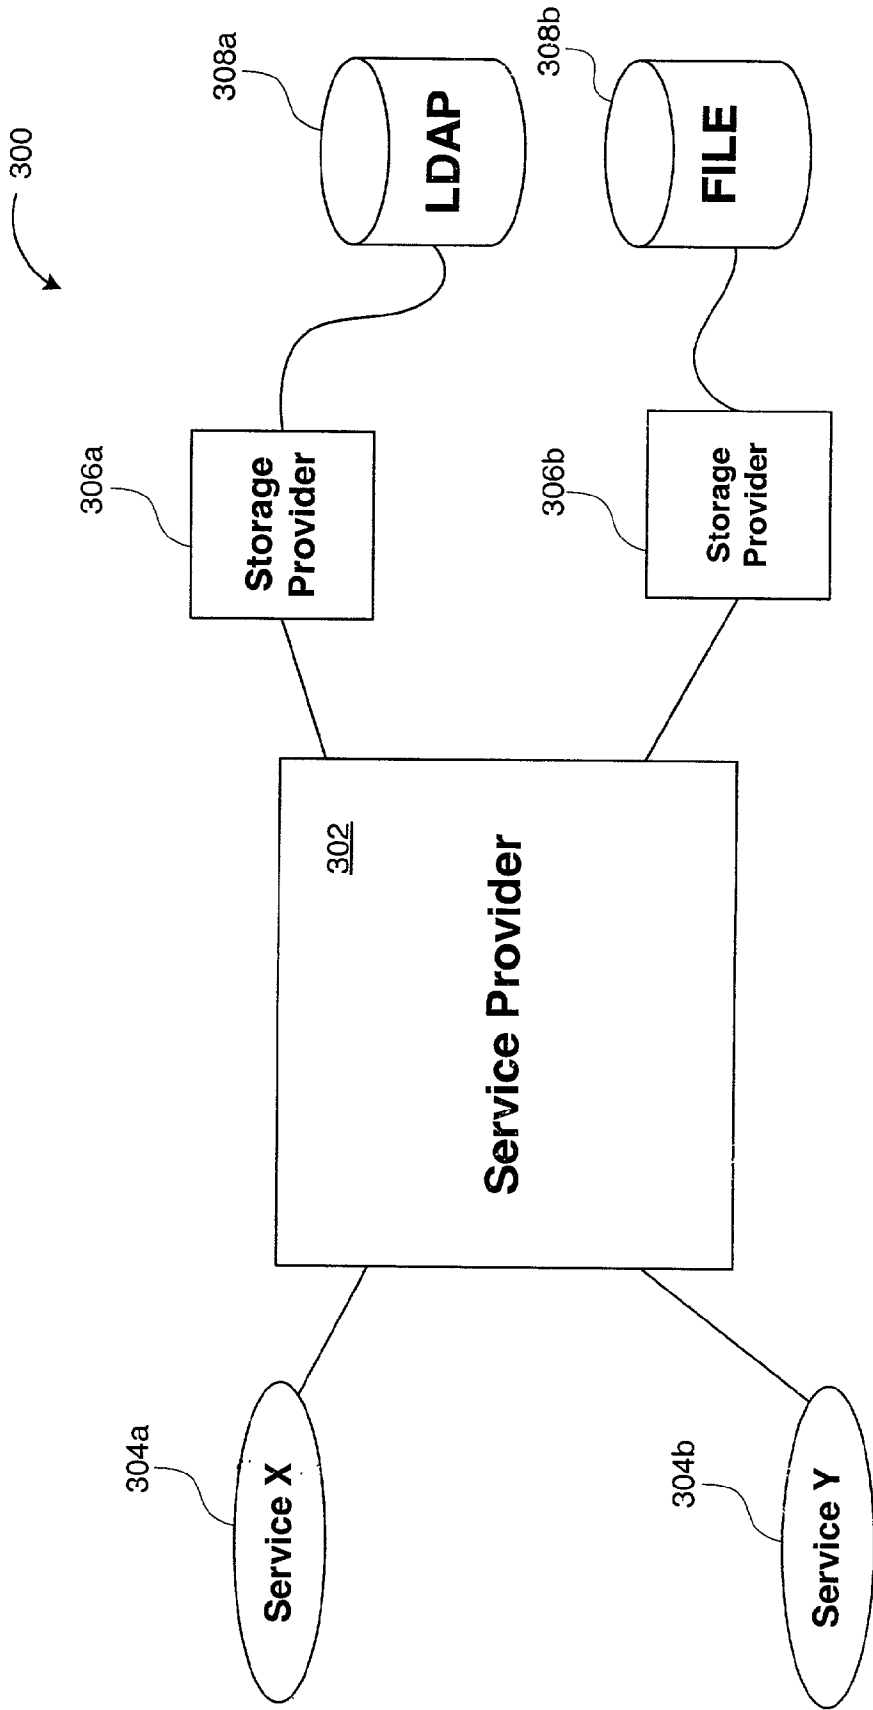 300
304a
Service X
302
Service Provider
306a
Storage
Provider
308a
LDAP
304b
Service Y
306b
Storage
Provider
308b
FILE